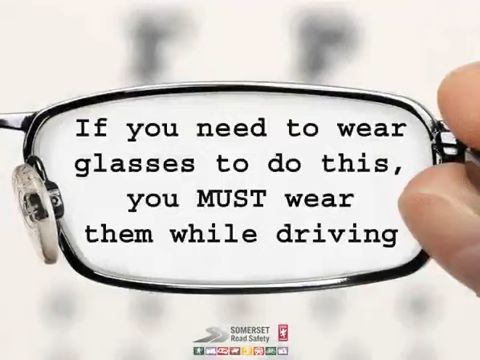 If you need to wear
glasses to do this,
you MUST wear
them while driving
SOMERSET
Road Safety